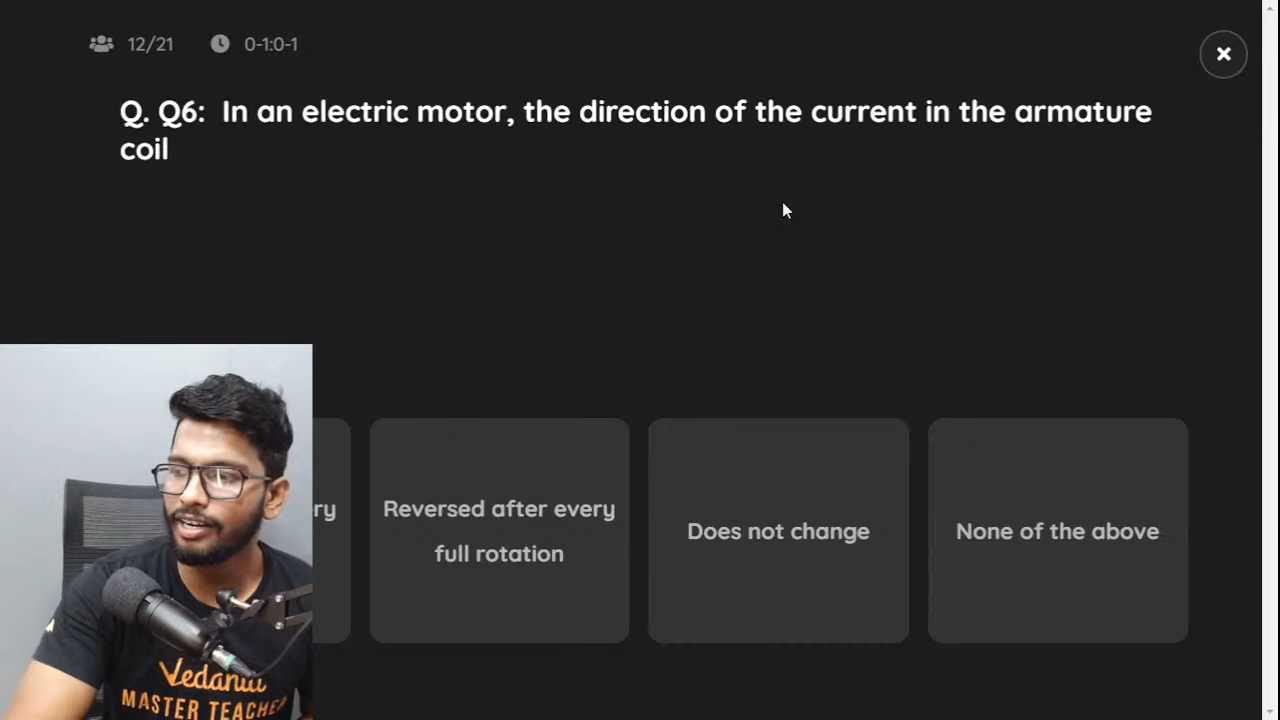 12/21 0-1:0-1
Q. Q6: In an electric motor, the direction of the current in the armature
coil
ry
Reversed after every
full rotation
Does not change
None of the above
Vedantu
MASTER TEACHER